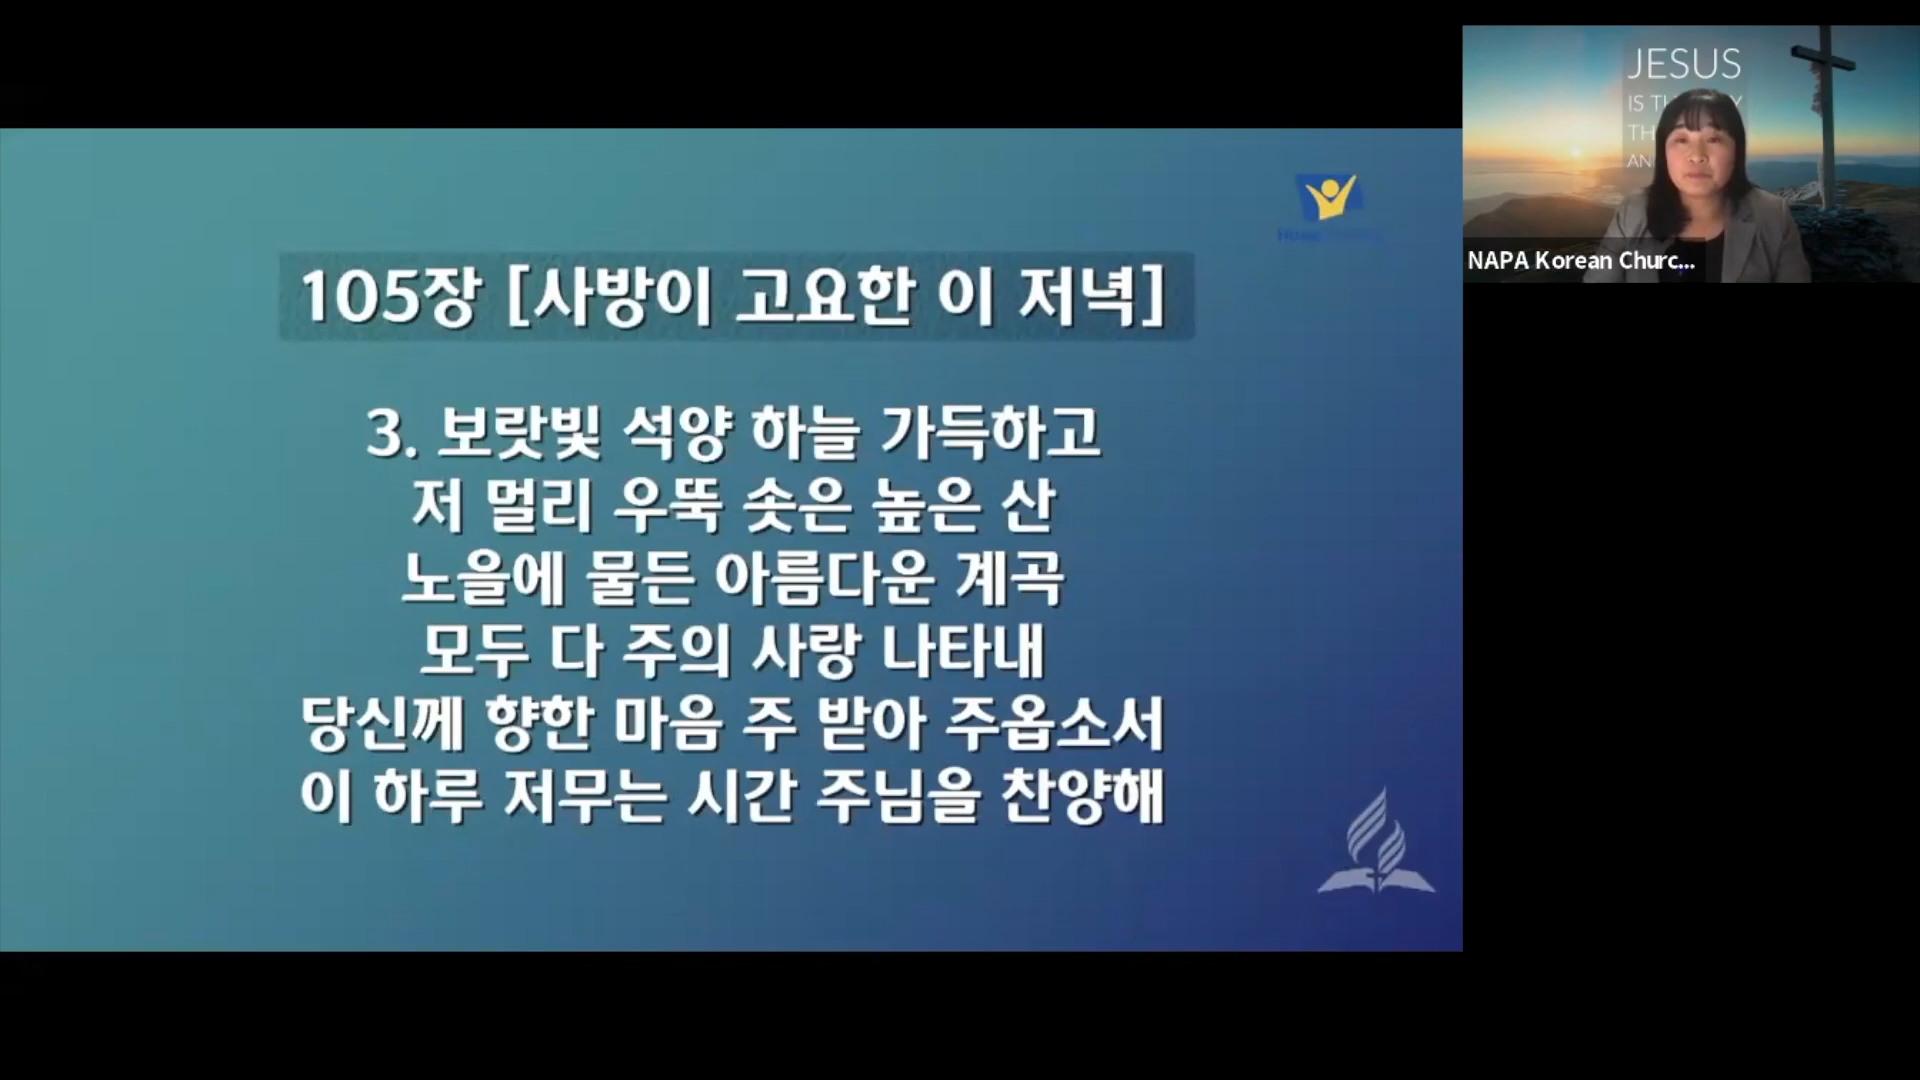 105장 [사방이 고요한 이 저녁]
3. 보랏빛 석양 하늘 가득하고
저 멀리 우뚝 솟은 높은 산
노을에 물든 아름다운 계곡
모두 다 주의 사랑 나타내
당신께 향한 마음 주 받아 주옵소서
이 하루 저무는 시간 주님을 찬양해
JESUS
IS
NAPA Korean Churc...